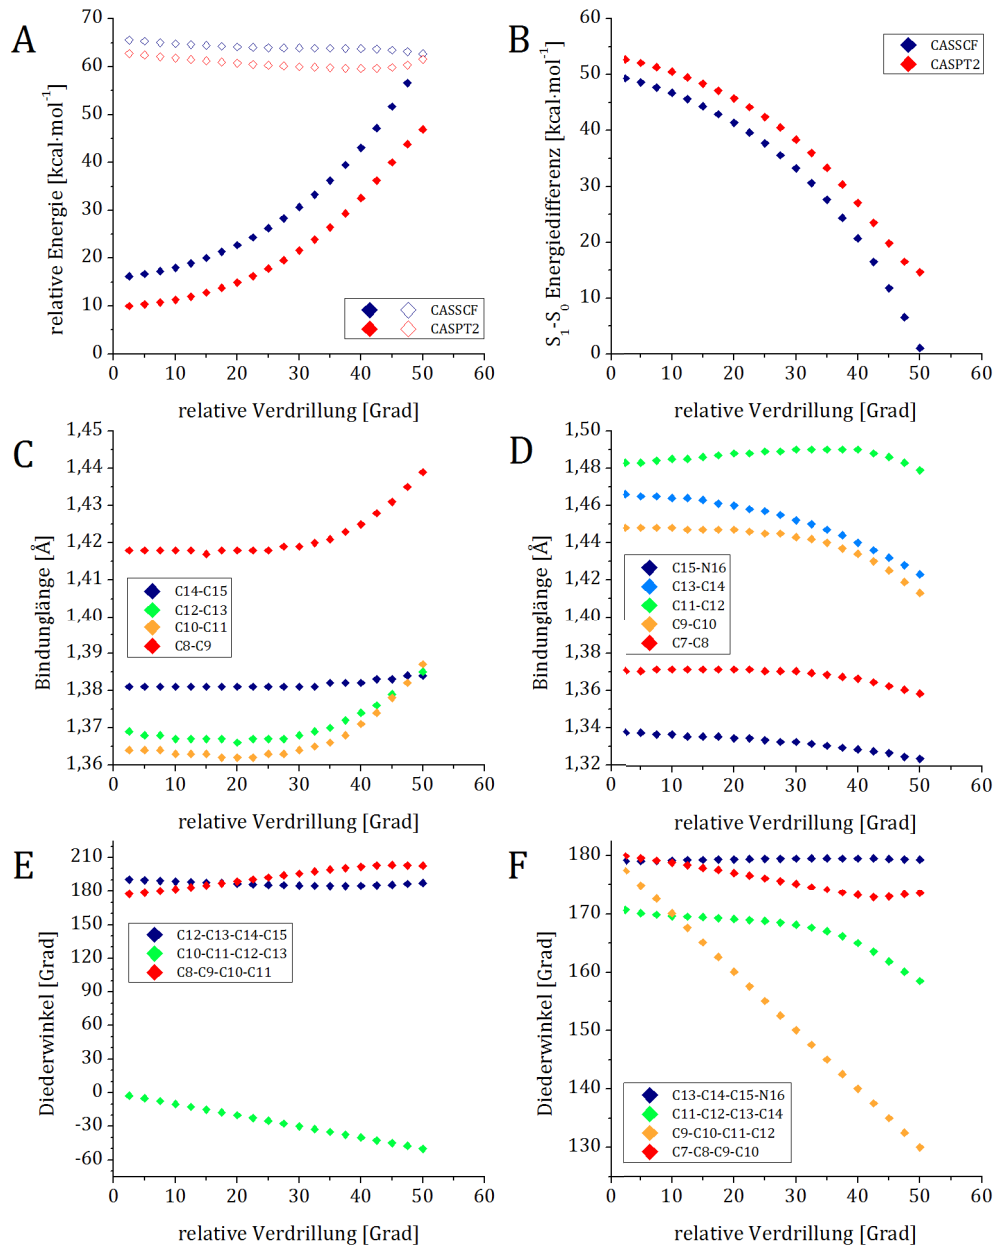 A
relative Energie [kcal·mol⁻¹]
70
60
50
40
30
20
10
0
CASSCF
CASPT2
0 10 20 30 40 50 60
relative Verdrillung [Grad]
B
S₁-S₀ Energiedifferenz [kcal·mol⁻¹]
60
50
40
30
20
10
0
CASSCF
CASPT2
0 10 20 30 40 50 60
relative Verdrillung [Grad]
C
Bindunglänge [Å]
1,45
1,44
1,43
1,42
1,41
1,40
1,39
1,38
1,37
1,36
C14-C15
C12-C13
C10-C11
C8-C9
0 10 20 30 40 50 60
relative Verdrillung [Grad]
D
Bindunglänge [Å]
1,50
1,48
1,46
1,44
1,42
1,40
1,38
1,36
1,34
1,32
C15-N16
C13-C14
C11-C12
C9-C10
C7-C8
0 10 20 30 40 50 60
relative Verdrillung [Grad]
E
Diederwinkel [Grad]
210
180
150
120
90
60
30
0
-30
-60
C12-C13-C14-C15
C10-C11-C12-C13
C8-C9-C10-C11
0 10 20 30 40 50 60
relative Verdrillung [Grad]
F
Diederwinkel [Grad]
180
170
160
150
140
130
C13-C14-C15-N16
C11-C12-C13-C14
C9-C10-C11-C12
C7-C8-C9-C10
0 10 20 30 40 50 60
relative Verdrillung [Grad]